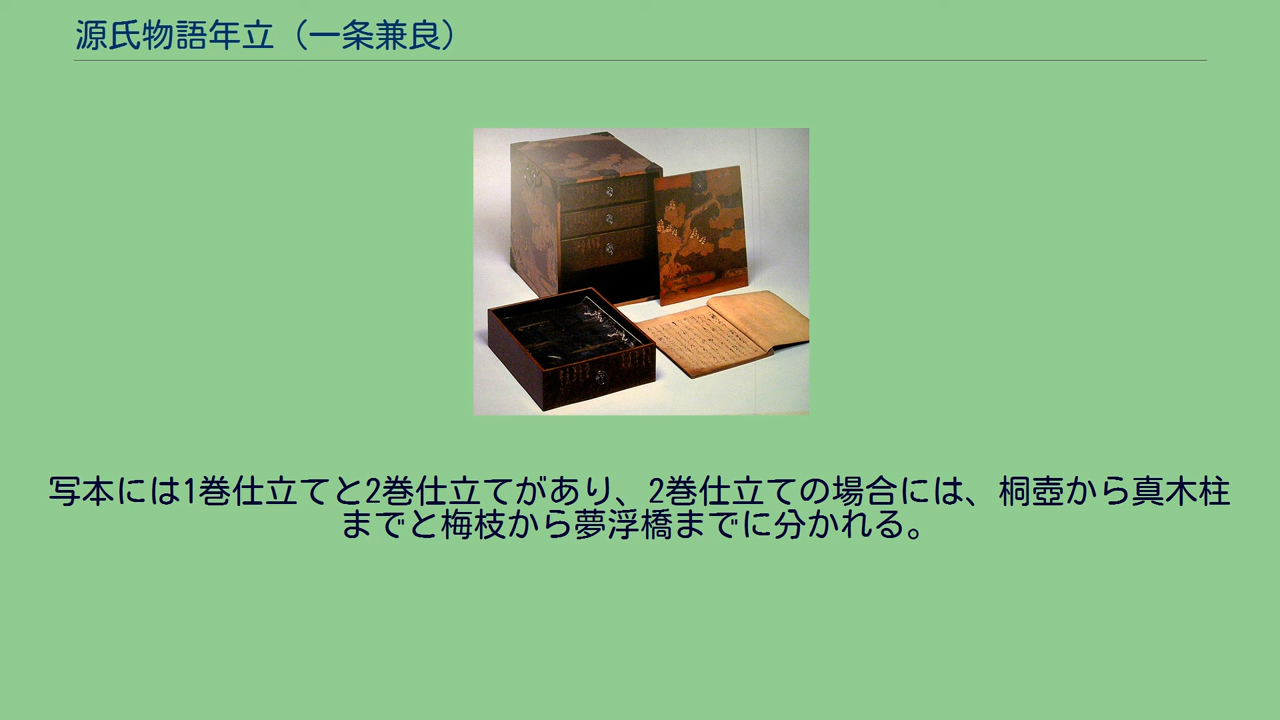 源氏物語年立（一条兼良）
写本には1巻仕立てと2巻仕立てがあり、2巻仕立ての場合には、桐壺から真木柱
までと梅枝から夢浮橋までに分かれる。